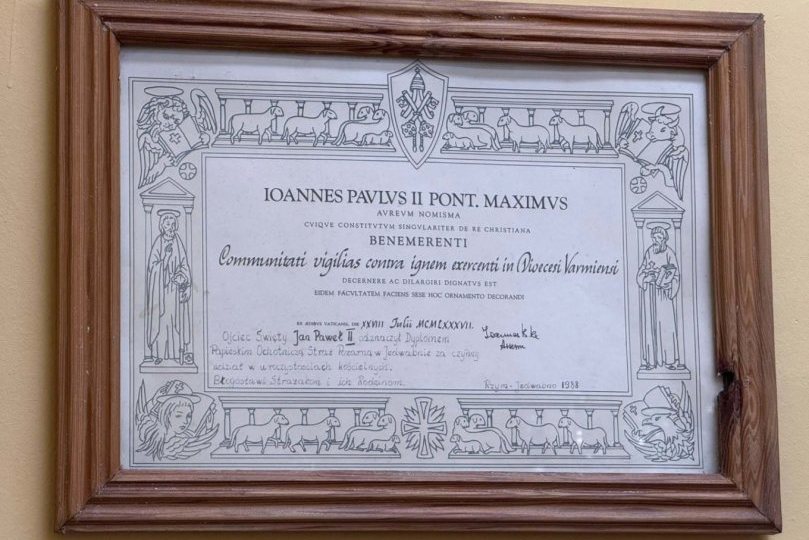 IOANNES PAVLVS II PONT. MAXIMVS
AVREVM NOMISMA
CVIQVE CONSTITVTVM SINGVLARITER DE RE CHRISTIANA
BENEMERENTI
Communitati vigilias contra ignem exercenti in Dioecesi Varmiensi
DECERNERE AC DILARGIRI DIGNATVS EST
EIDEM FACVLTATEM FACIENS SESE HOC ORNAMENTO DECORANDI
EX AEDIBVS VATICANIS, DIE XXVIII Iulii MCMLXXXVII.
Ojciec Święty Jan Paweł II odznaczył Dyplomem
Papieskim Ochotniczą Straż Pożarną w Jedwabnie za czynny
udział w uroczystościach kościelnych.
Błogosławi Strażakom i ich Rodzinom.
Rzym-Jedwabno 1988